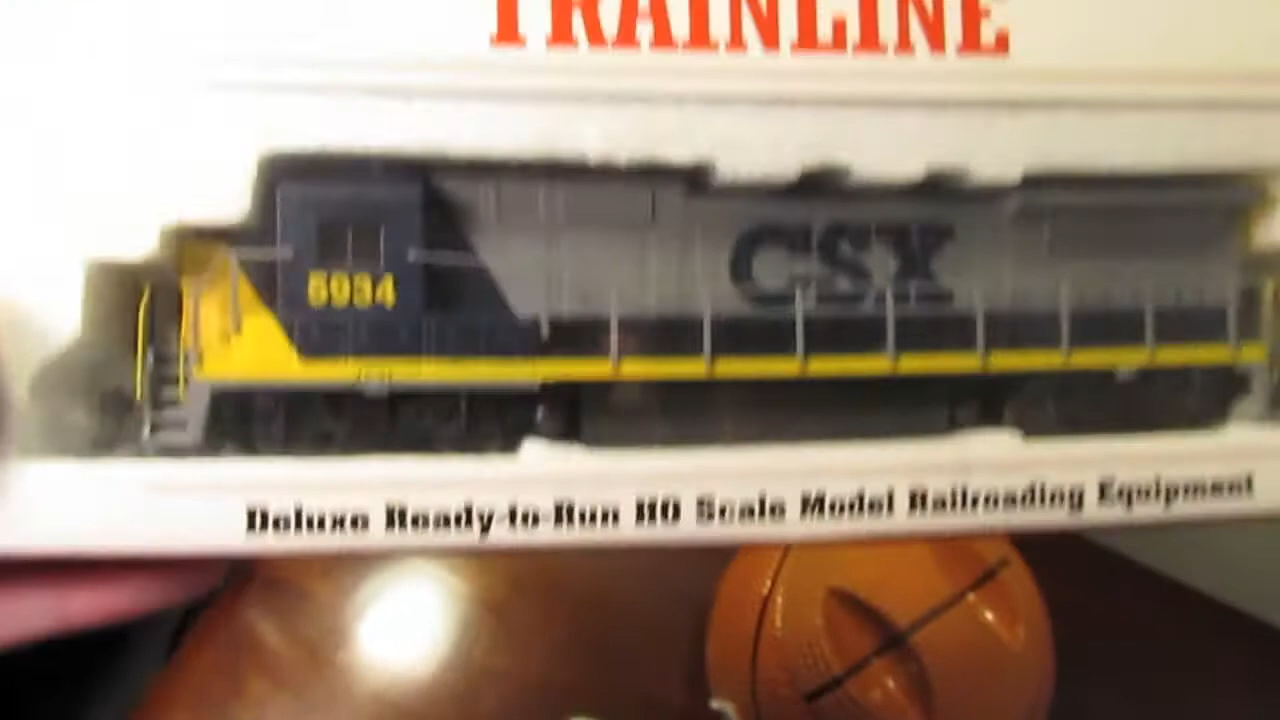 TRAINLINE
CSX
5934
Deluxe Ready-to-Run HO Scale Model Railroading Equipment